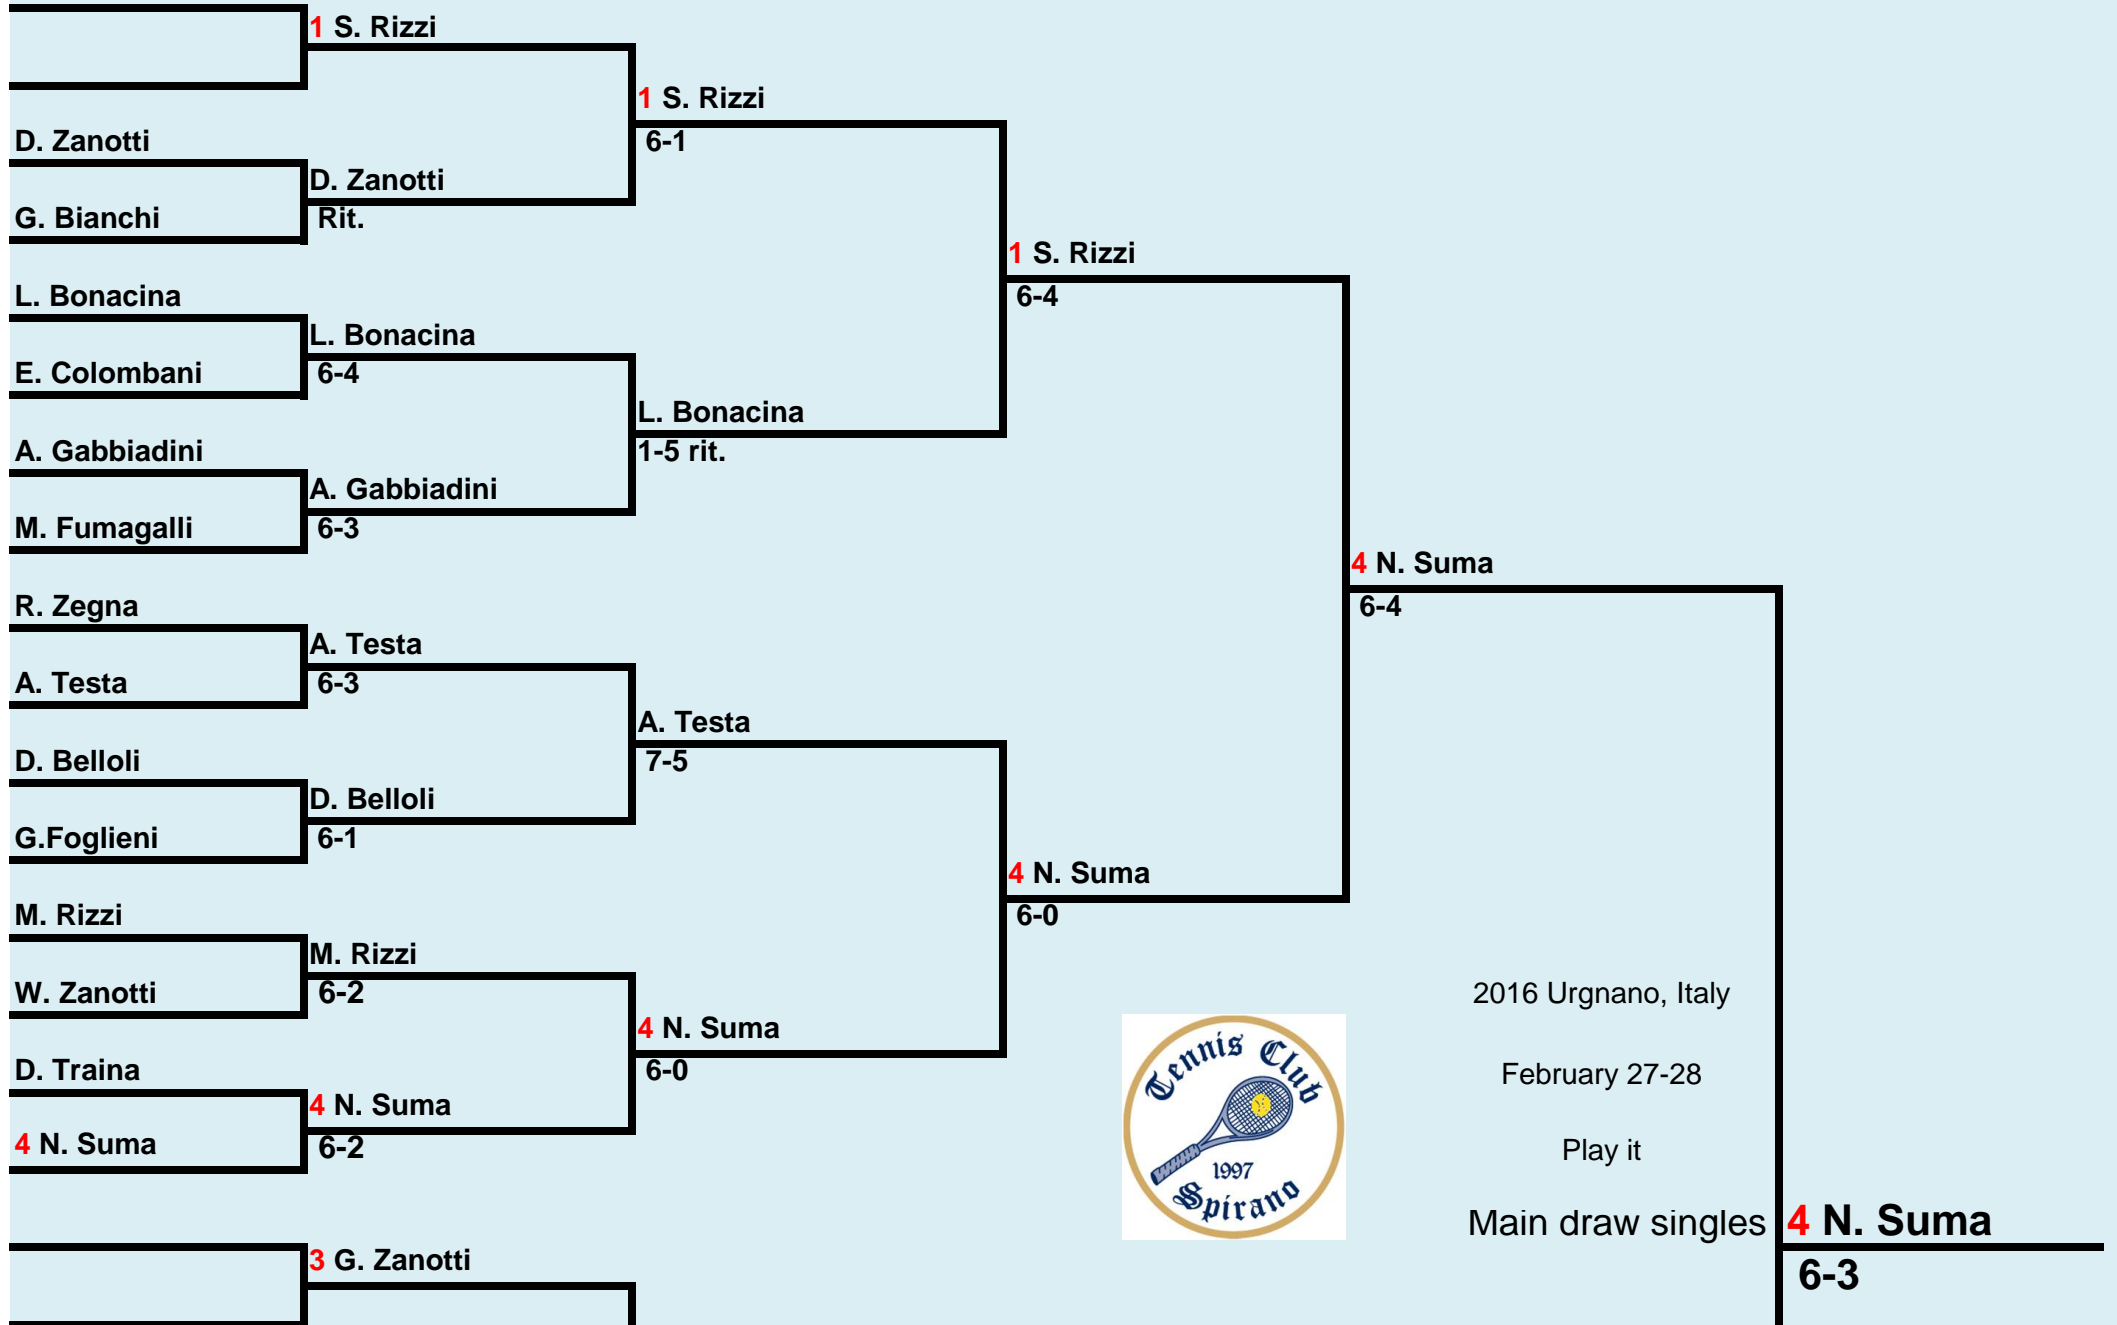 1 S. Rizzi
1 S. Rizzi
6-1
D. Zanotti
D. Zanotti
G. Bianchi
Rit.
1 S. Rizzi
6-4
L. Bonacina
L. Bonacina
E. Colombani
6-4
L. Bonacina
1-5 rit.
A. Gabbiadini
A. Gabbiadini
M. Fumagalli
6-3
4 N. Suma
6-4
R. Zegna
A. Testa
A. Testa
6-3
A. Testa
7-5
D. Belloli
D. Belloli
G.Foglieni
6-1
4 N. Suma
6-0
M. Rizzi
M. Rizzi
W. Zanotti
6-2
4 N. Suma
6-0
D. Traina
4 N. Suma
4 N. Suma
6-2
3 G. Zanotti
Tennis Club
1997
Spirano
2016 Urgnano, Italy
February 27-28
Play it
Main draw singles
4 N. Suma
6-3